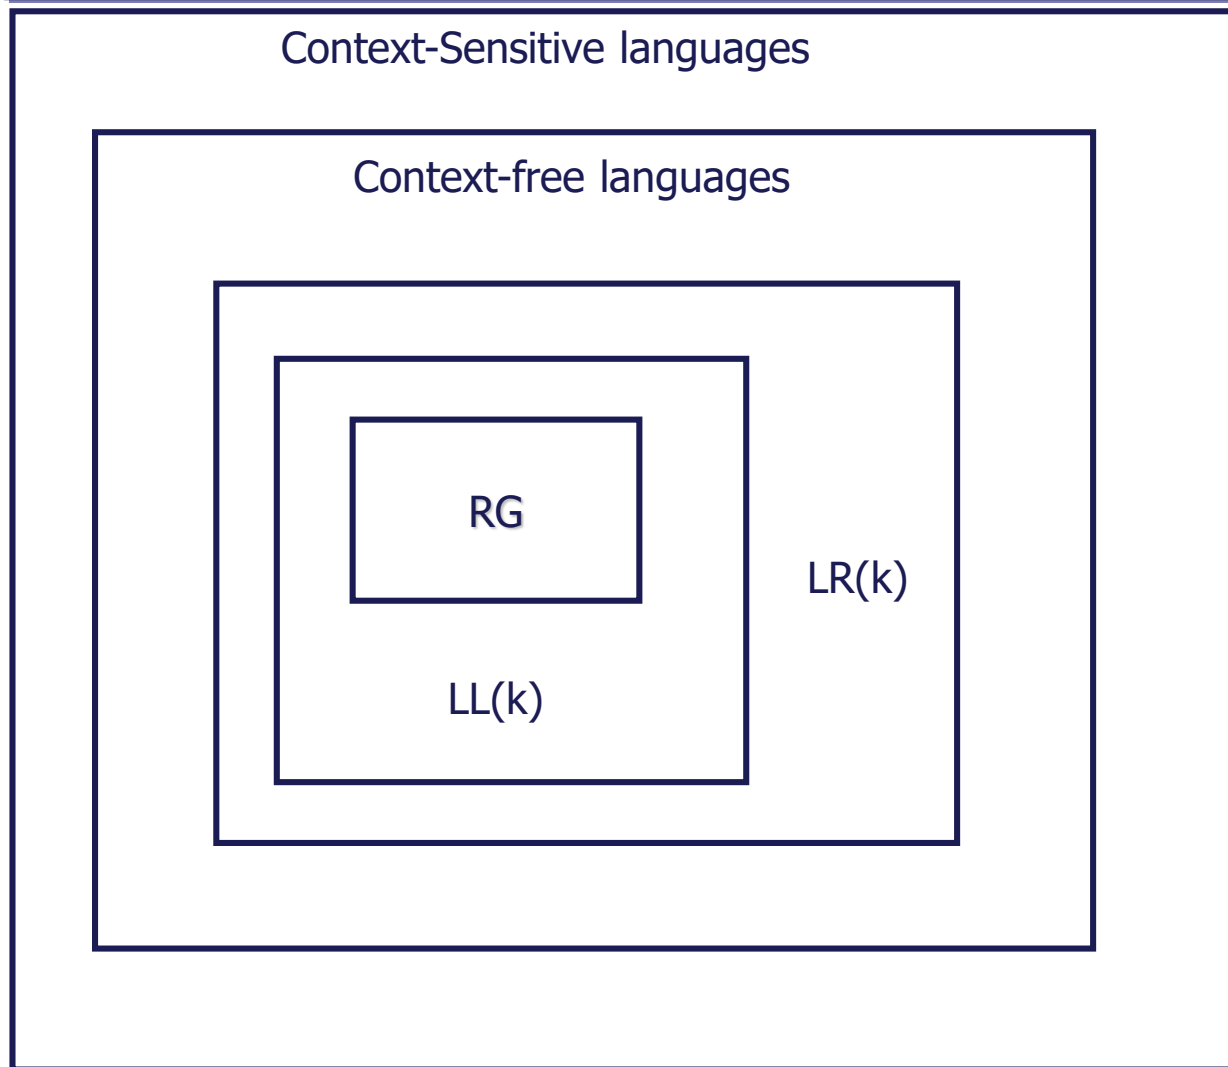 Context-Sensitive languages
Context-free languages
RG
LR(k)
LL(k)